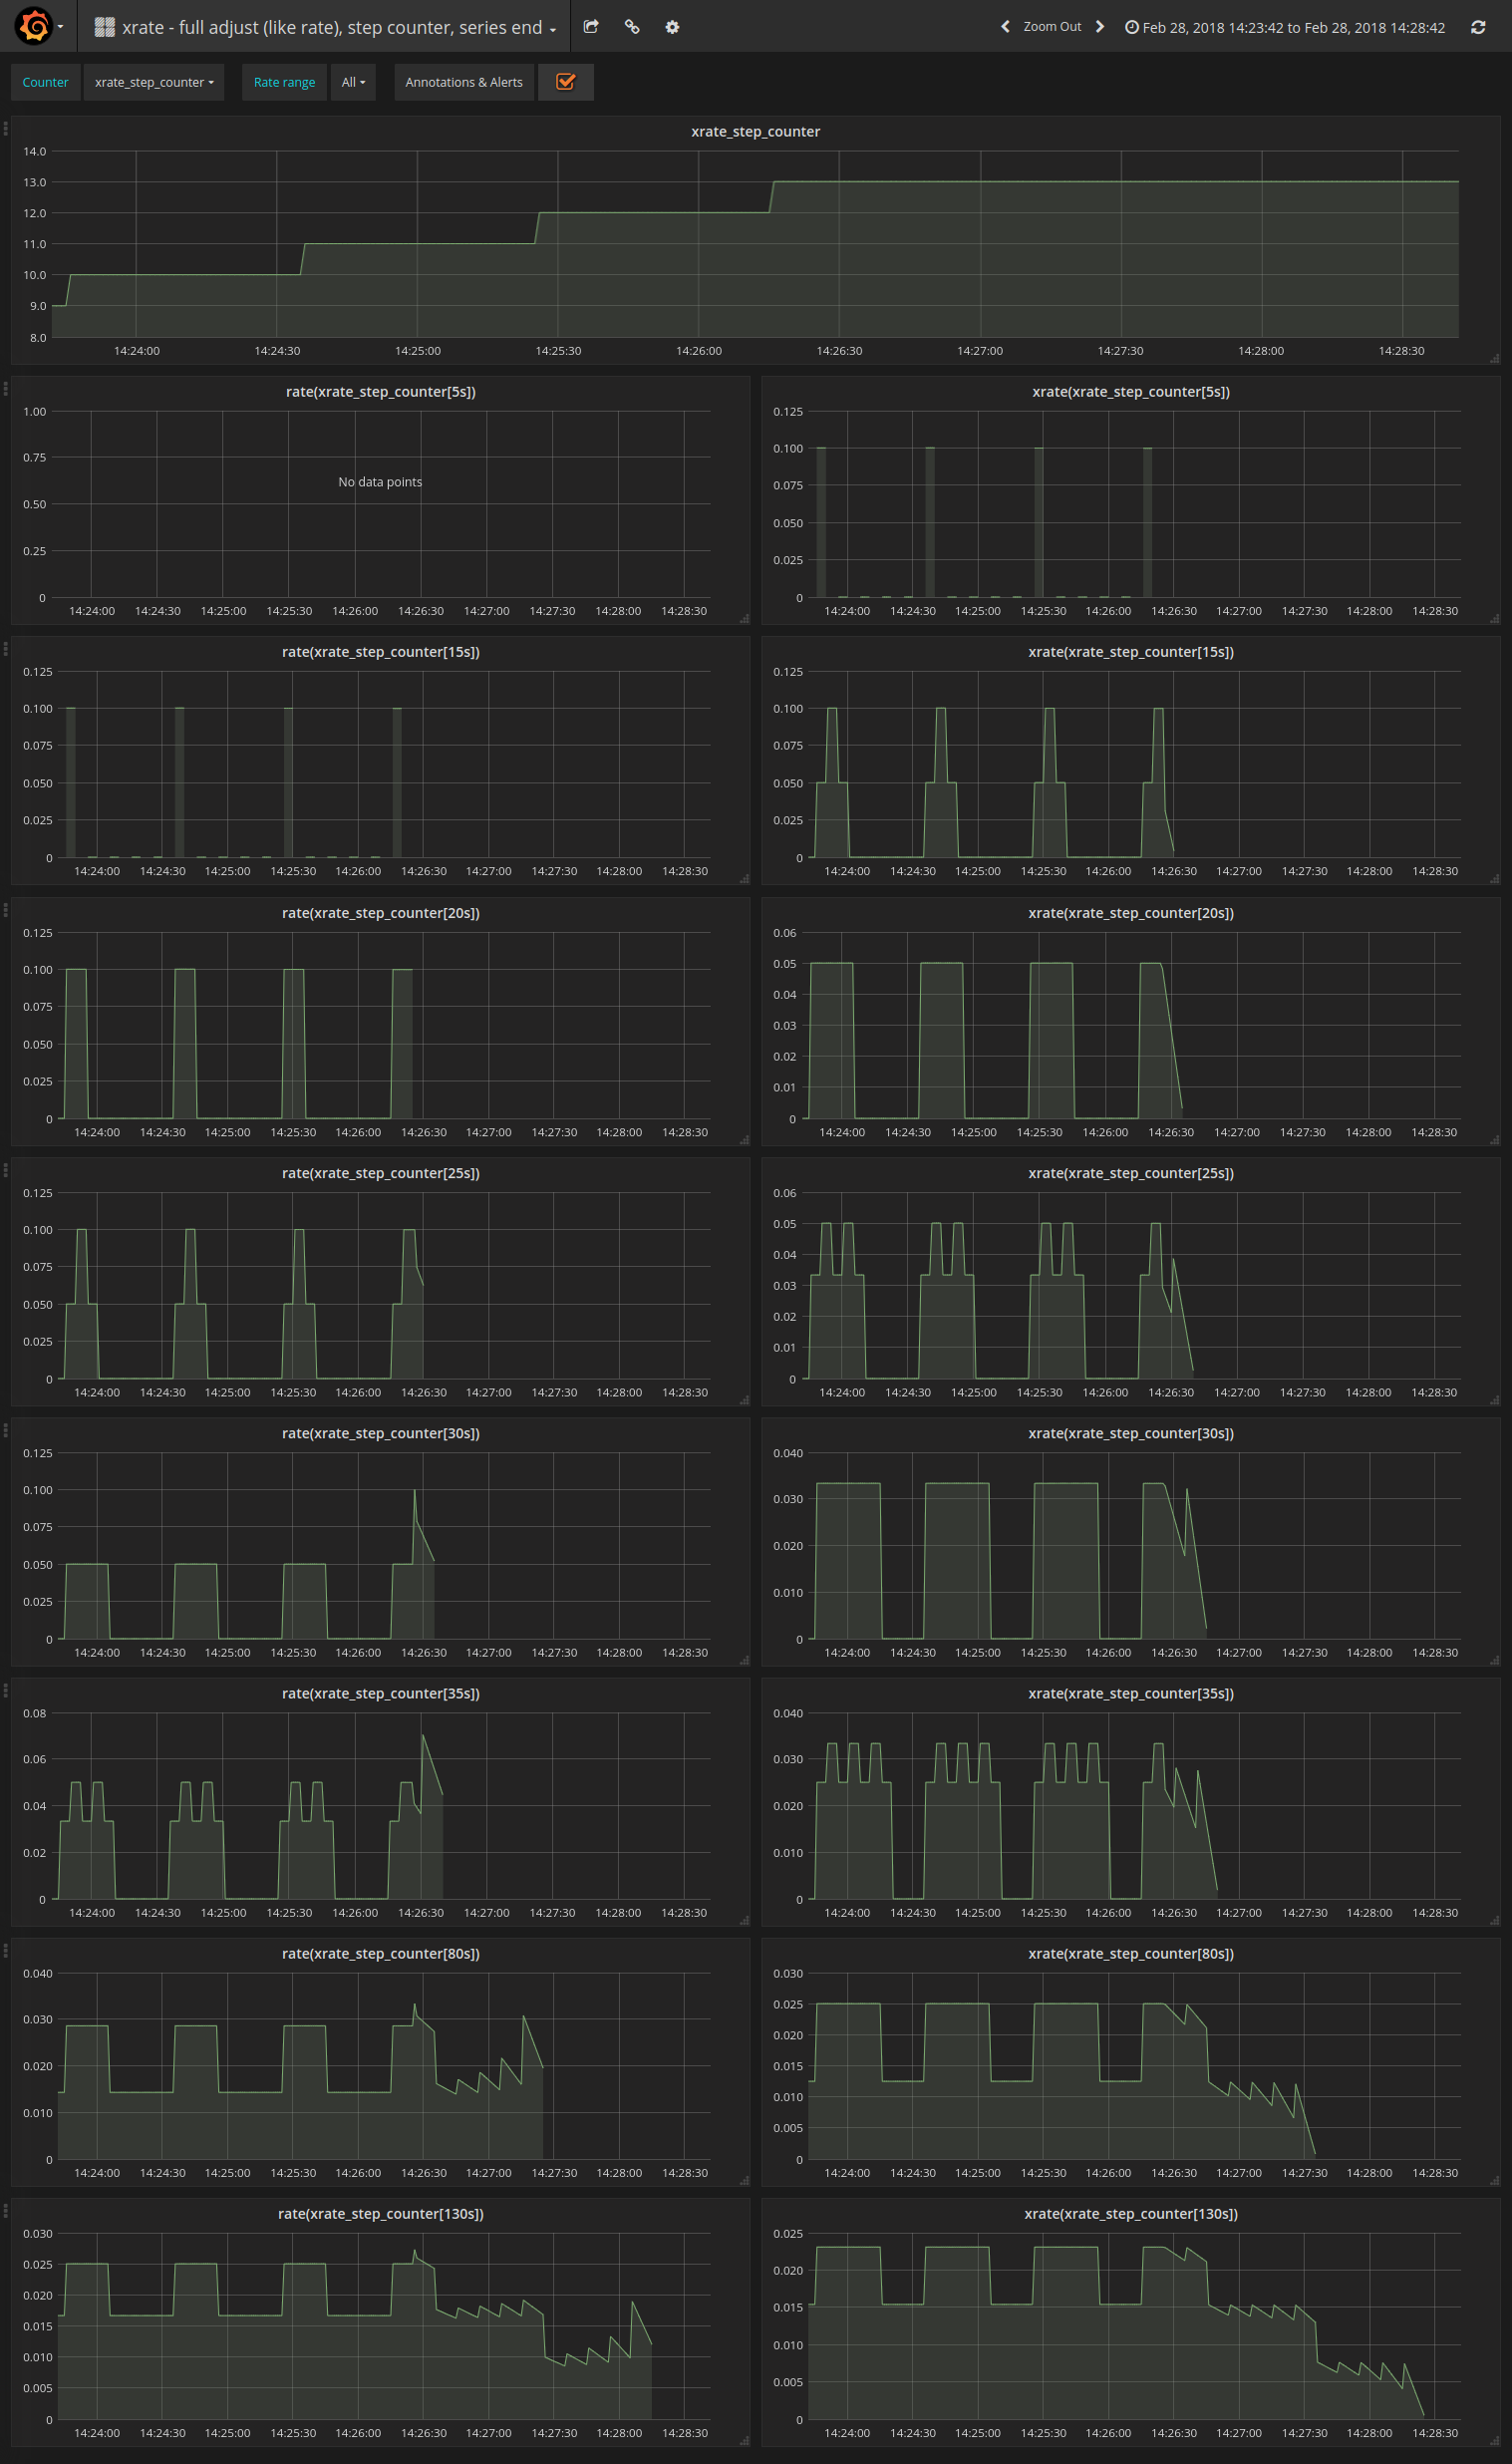 xrate - full adjust (like rate), step counter, series end
Zoom Out
Feb 28, 2018 14:23:42 to Feb 28, 2018 14:28:42
Counter xrate_step_counter Rate range All Annotations & Alerts
xrate_step_counter
14.0
13.0
12.0
11.0
10.0
9.0
8.0
14:24:00 14:24:30 14:25:00 14:25:30 14:26:00 14:26:30 14:27:00 14:27:30 14:28:00 14:28:30
rate(xrate_step_counter[5s])
1.00
0.75
No data points
0.50
0.25
0
14:24:00 14:24:30 14:25:00 14:25:30 14:26:00 14:26:30 14:27:00 14:27:30 14:28:00 14:28:30
xrate(xrate_step_counter[5s])
0.125
0.100
0.075
0.050
0.025
0
14:24:00 14:24:30 14:25:00 14:25:30 14:26:00 14:26:30 14:27:00 14:27:30 14:28:00 14:28:30
rate(xrate_step_counter[15s])
0.125
0.100
0.075
0.050
0.025
0
14:24:00 14:24:30 14:25:00 14:25:30 14:26:00 14:26:30 14:27:00 14:27:30 14:28:00 14:28:30
xrate(xrate_step_counter[15s])
0.125
0.100
0.075
0.050
0.025
0
14:24:00 14:24:30 14:25:00 14:25:30 14:26:00 14:26:30 14:27:00 14:27:30 14:28:00 14:28:30
rate(xrate_step_counter[20s])
0.125
0.100
0.075
0.050
0.025
0
14:24:00 14:24:30 14:25:00 14:25:30 14:26:00 14:26:30 14:27:00 14:27:30 14:28:00 14:28:30
xrate(xrate_step_counter[20s])
0.06
0.05
0.04
0.03
0.02
0.01
0
14:24:00 14:24:30 14:25:00 14:25:30 14:26:00 14:26:30 14:27:00 14:27:30 14:28:00 14:28:30
rate(xrate_step_counter[25s])
0.125
0.100
0.075
0.050
0.025
0
14:24:00 14:24:30 14:25:00 14:25:30 14:26:00 14:26:30 14:27:00 14:27:30 14:28:00 14:28:30
xrate(xrate_step_counter[25s])
0.06
0.05
0.04
0.03
0.02
0.01
0
14:24:00 14:24:30 14:25:00 14:25:30 14:26:00 14:26:30 14:27:00 14:27:30 14:28:00 14:28:30
rate(xrate_step_counter[30s])
0.125
0.100
0.075
0.050
0.025
0
14:24:00 14:24:30 14:25:00 14:25:30 14:26:00 14:26:30 14:27:00 14:27:30 14:28:00 14:28:30
xrate(xrate_step_counter[30s])
0.040
0.030
0.020
0.010
0
14:24:00 14:24:30 14:25:00 14:25:30 14:26:00 14:26:30 14:27:00 14:27:30 14:28:00 14:28:30
rate(xrate_step_counter[35s])
0.08
0.06
0.04
0.02
0
14:24:00 14:24:30 14:25:00 14:25:30 14:26:00 14:26:30 14:27:00 14:27:30 14:28:00 14:28:30
xrate(xrate_step_counter[35s])
0.040
0.030
0.020
0.010
0
14:24:00 14:24:30 14:25:00 14:25:30 14:26:00 14:26:30 14:27:00 14:27:30 14:28:00 14:28:30
rate(xrate_step_counter[80s])
0.040
0.030
0.020
0.010
0
14:24:00 14:24:30 14:25:00 14:25:30 14:26:00 14:26:30 14:27:00 14:27:30 14:28:00 14:28:30
xrate(xrate_step_counter[80s])
0.030
0.025
0.020
0.015
0.010
0.005
0
14:24:00 14:24:30 14:25:00 14:25:30 14:26:00 14:26:30 14:27:00 14:27:30 14:28:00 14:28:30
rate(xrate_step_counter[130s])
0.030
0.025
0.020
0.015
0.010
0.005
0
14:24:00 14:24:30 14:25:00 14:25:30 14:26:00 14:26:30 14:27:00 14:27:30 14:28:00 14:28:30
xrate(xrate_step_counter[130s])
0.025
0.020
0.015
0.010
0.005
0
14:24:00 14:24:30 14:25:00 14:25:30 14:26:00 14:26:30 14:27:00 14:27:30 14:28:00 14:28:30